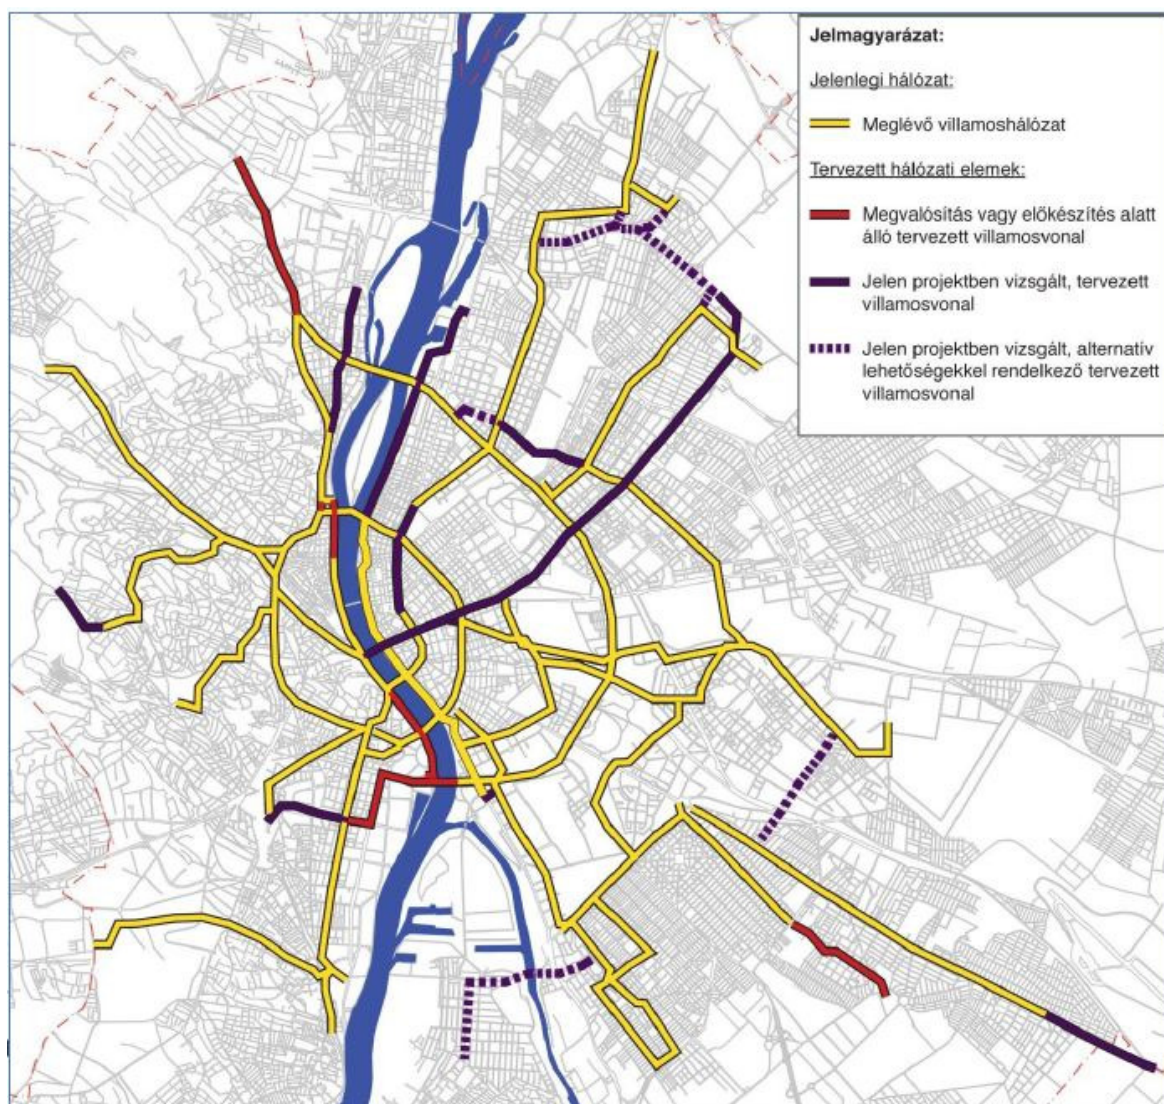 Jelmagyarázat:
Jelenlegi hálózat:
Meglévő villamoshálózat
Tervezett hálózati elemek:
Megvalósítás vagy előkészítés alatt
álló tervezett villamosvonal
Jelen projektben vizsgált, tervezett
villamosvonal
Jelen projektben vizsgált, alternatív
lehetőségekkel rendelkező tervezett
villamosvonal